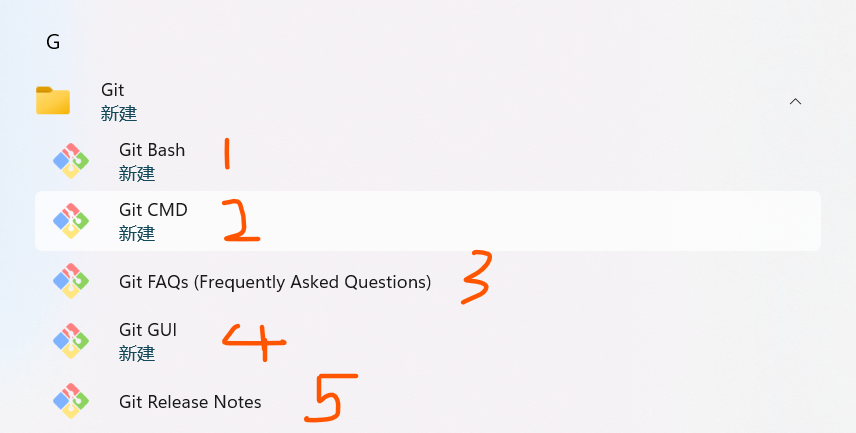 G
Git
新建
Git Bash 1
新建
Git CMD 2
新建
Git FAQs (Frequently Asked Questions) 3
Git GUI 4
新建
Git Release Notes 5